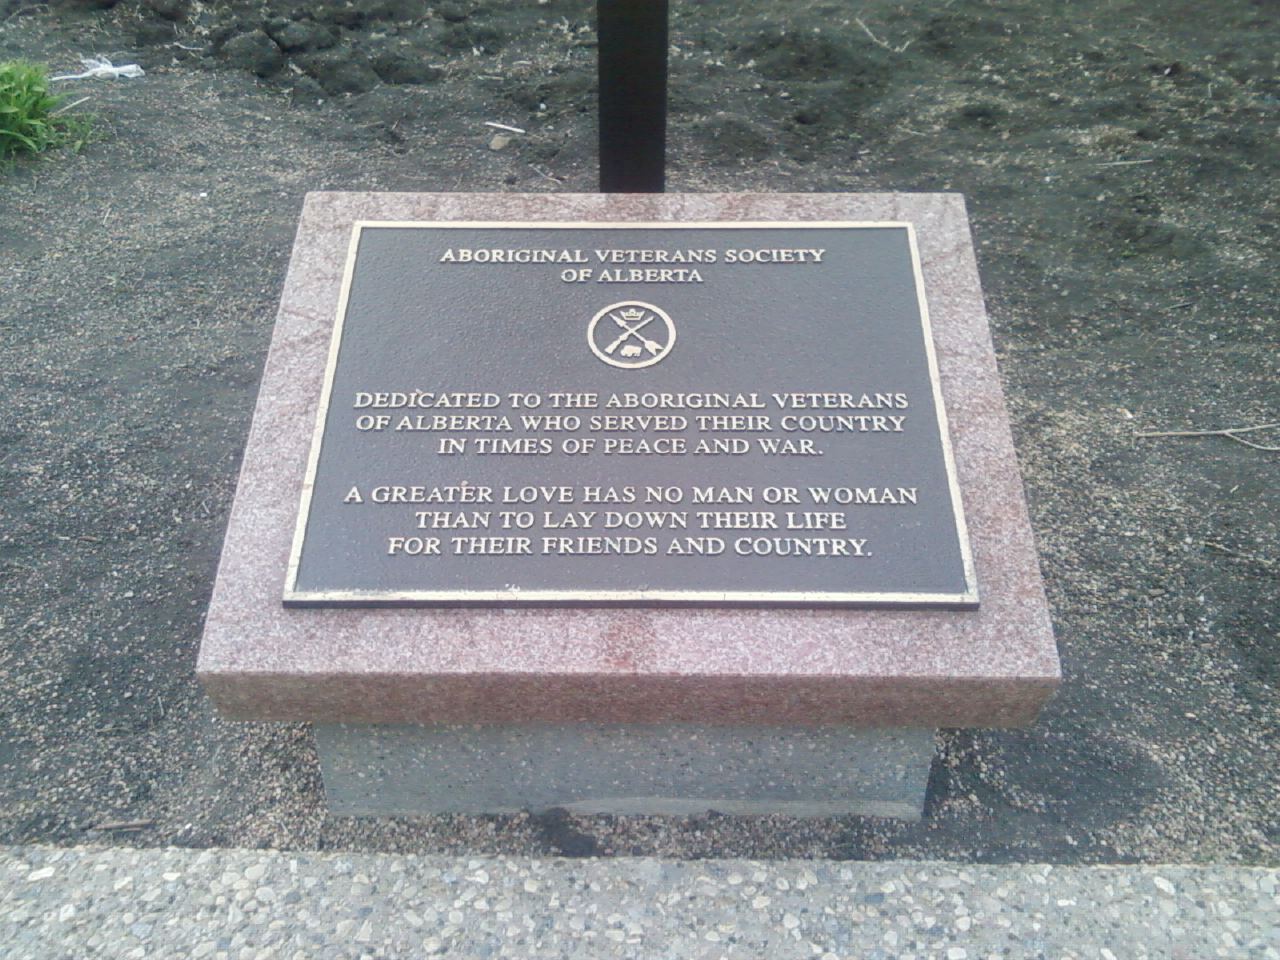 ABORIGINAL VETERANS SOCIETY
OF ALBERTA
DEDICATED TO THE ABORIGINAL VETERANS
OF ALBERTA WHO SERVED THEIR COUNTRY
IN TIMES OF PEACE AND WAR.
A GREATER LOVE HAS NO MAN OR WOMAN
THAN TO LAY DOWN THEIR LIFE
FOR THEIR FRIENDS AND COUNTRY.